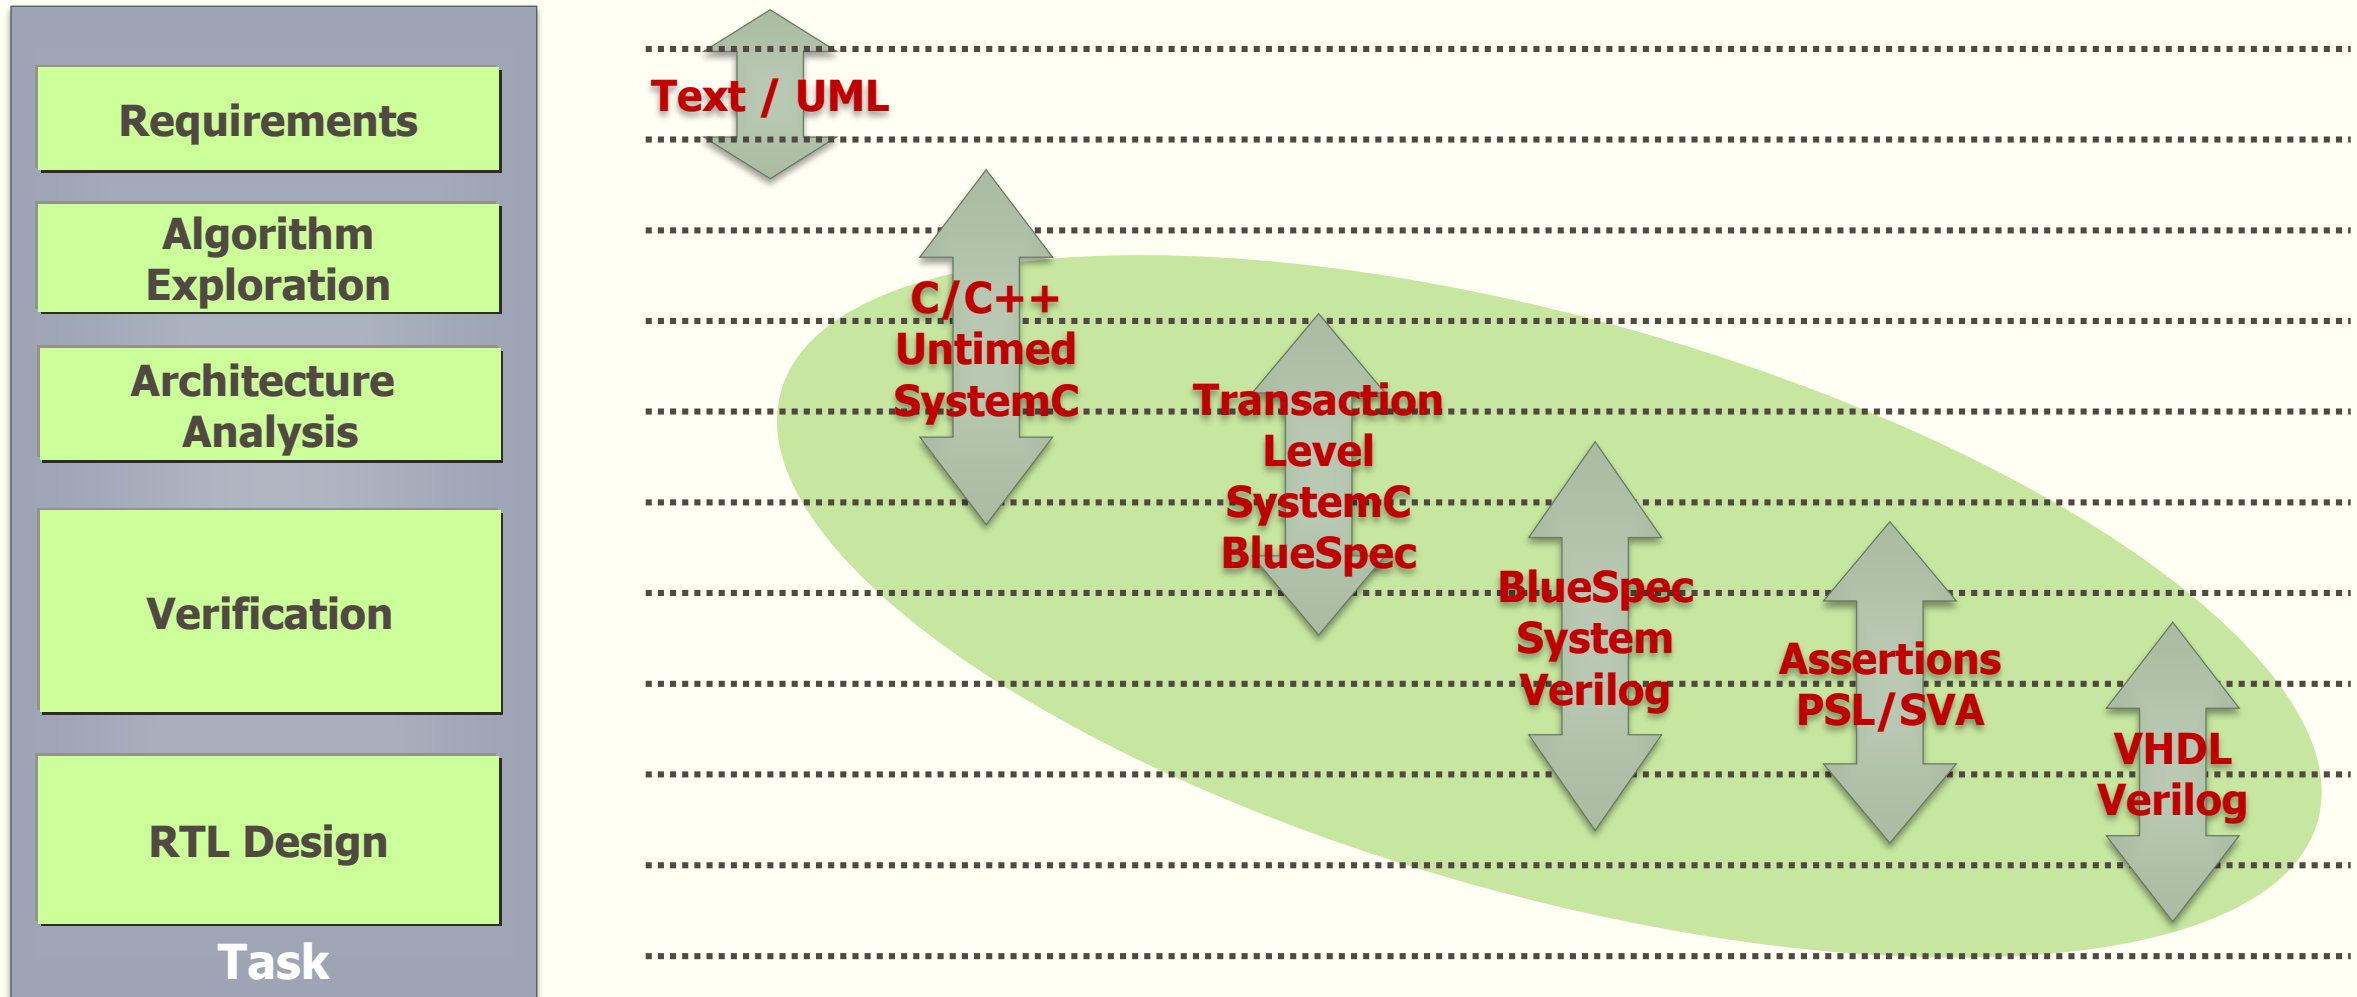 Requirements
Algorithm
Exploration
Architecture
Analysis
Verification
RTL Design
Task
Text / UML
C/C++
Untimed
SystemC
Transaction
Level
SystemC
BlueSpec
BlueSpec
System
Verilog
Assertions
PSL/SVA
VHDL
Verilog